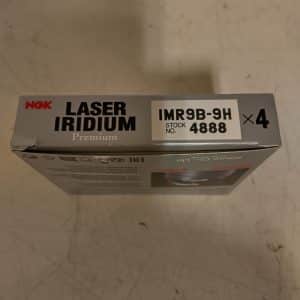 NGK
LASER
IRIDIUM
Premium
IMR9B-9H
STOCK
NO. 4888
×4